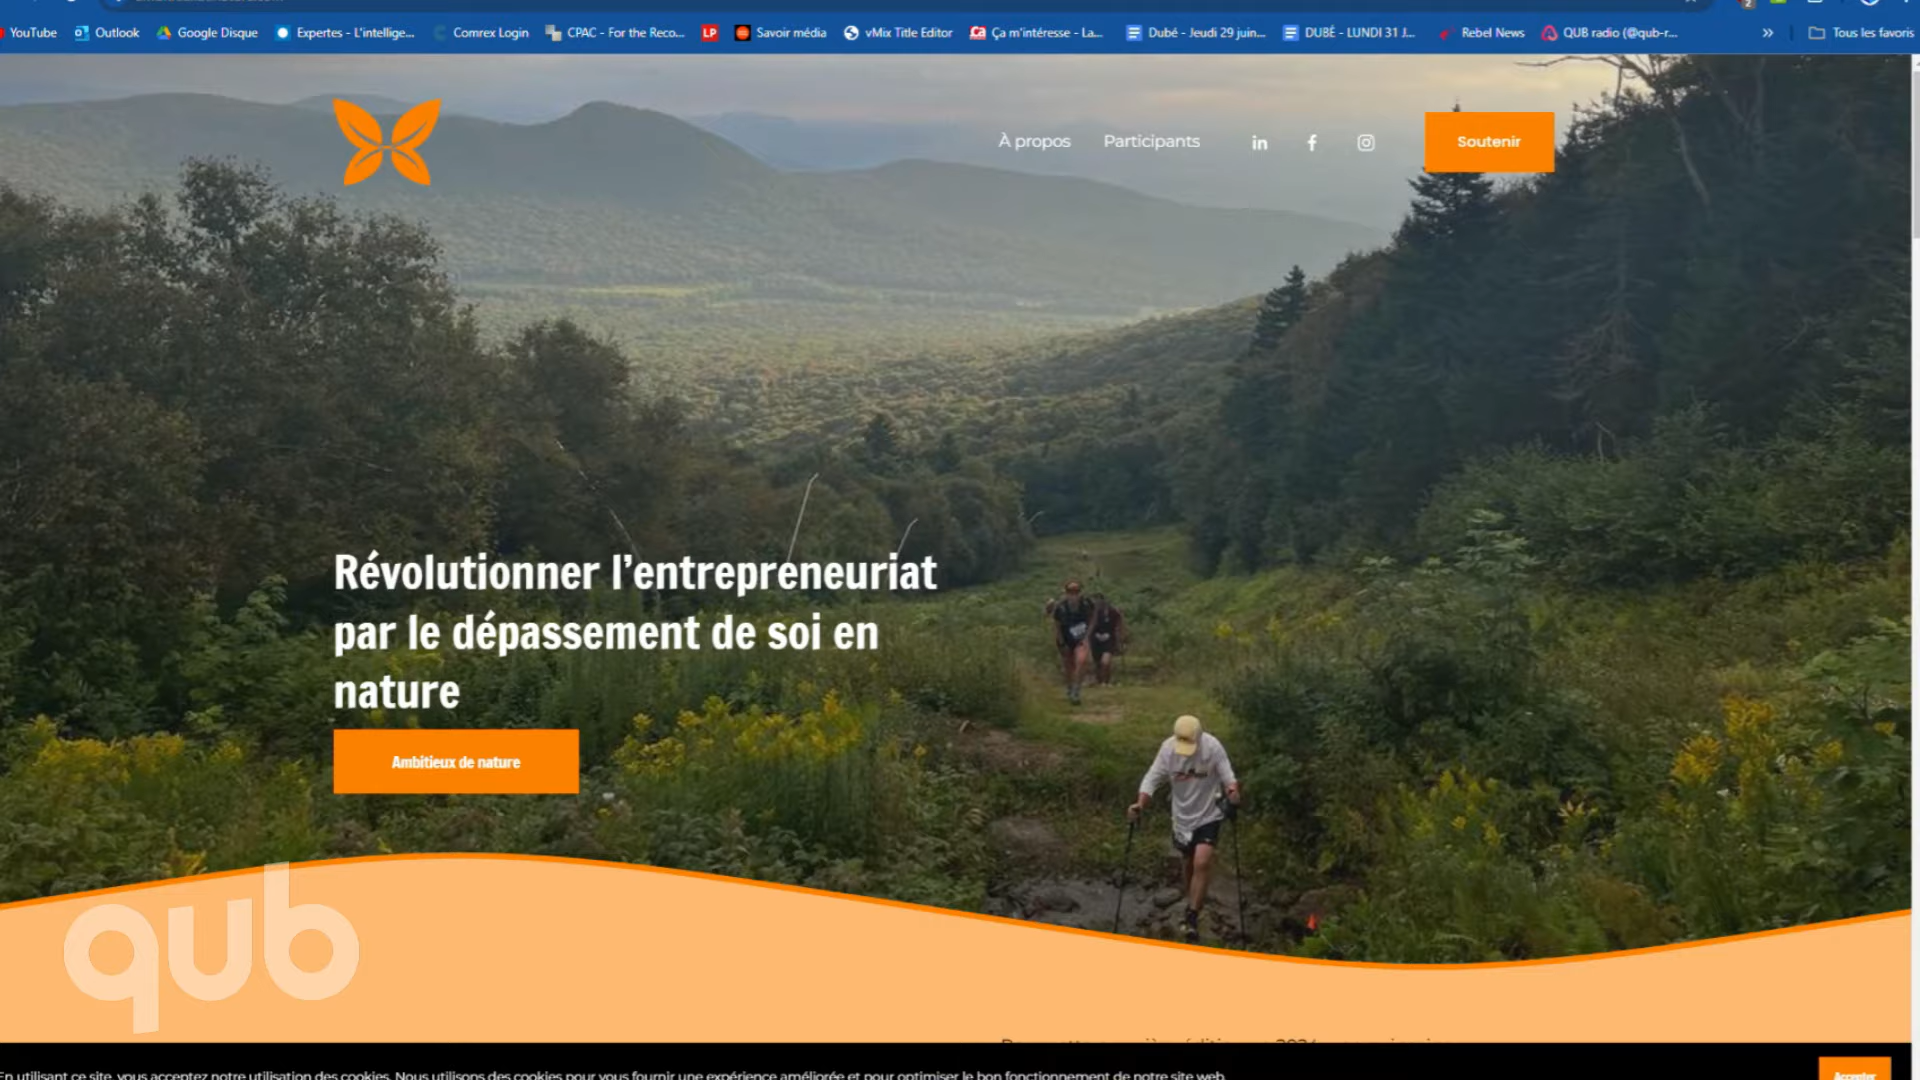 YouTube Outlook Google Disque Expertes - L'intellige... Comrex Login CPAC - For the Reco... LP Savoir média vMix Title Editor Ça m'intéresse - La... Dubé - Jeudi 29 juin... DUBÉ - LUNDI 31 J... Rebel News QUB radio (@qub-r... » Tous les favoris
À propos Participants in f Soutenir
Révolutionner l'entrepreneuriat
par le dépassement de soi en
nature
Ambitieux de nature
qub
En utilisant ce site, vous acceptez notre utilisation des cookies. Nous utilisons des cookies pour vous fournir une expérience améliorée et pour optimiser le bon fonctionnement de notre site web.
Accepter